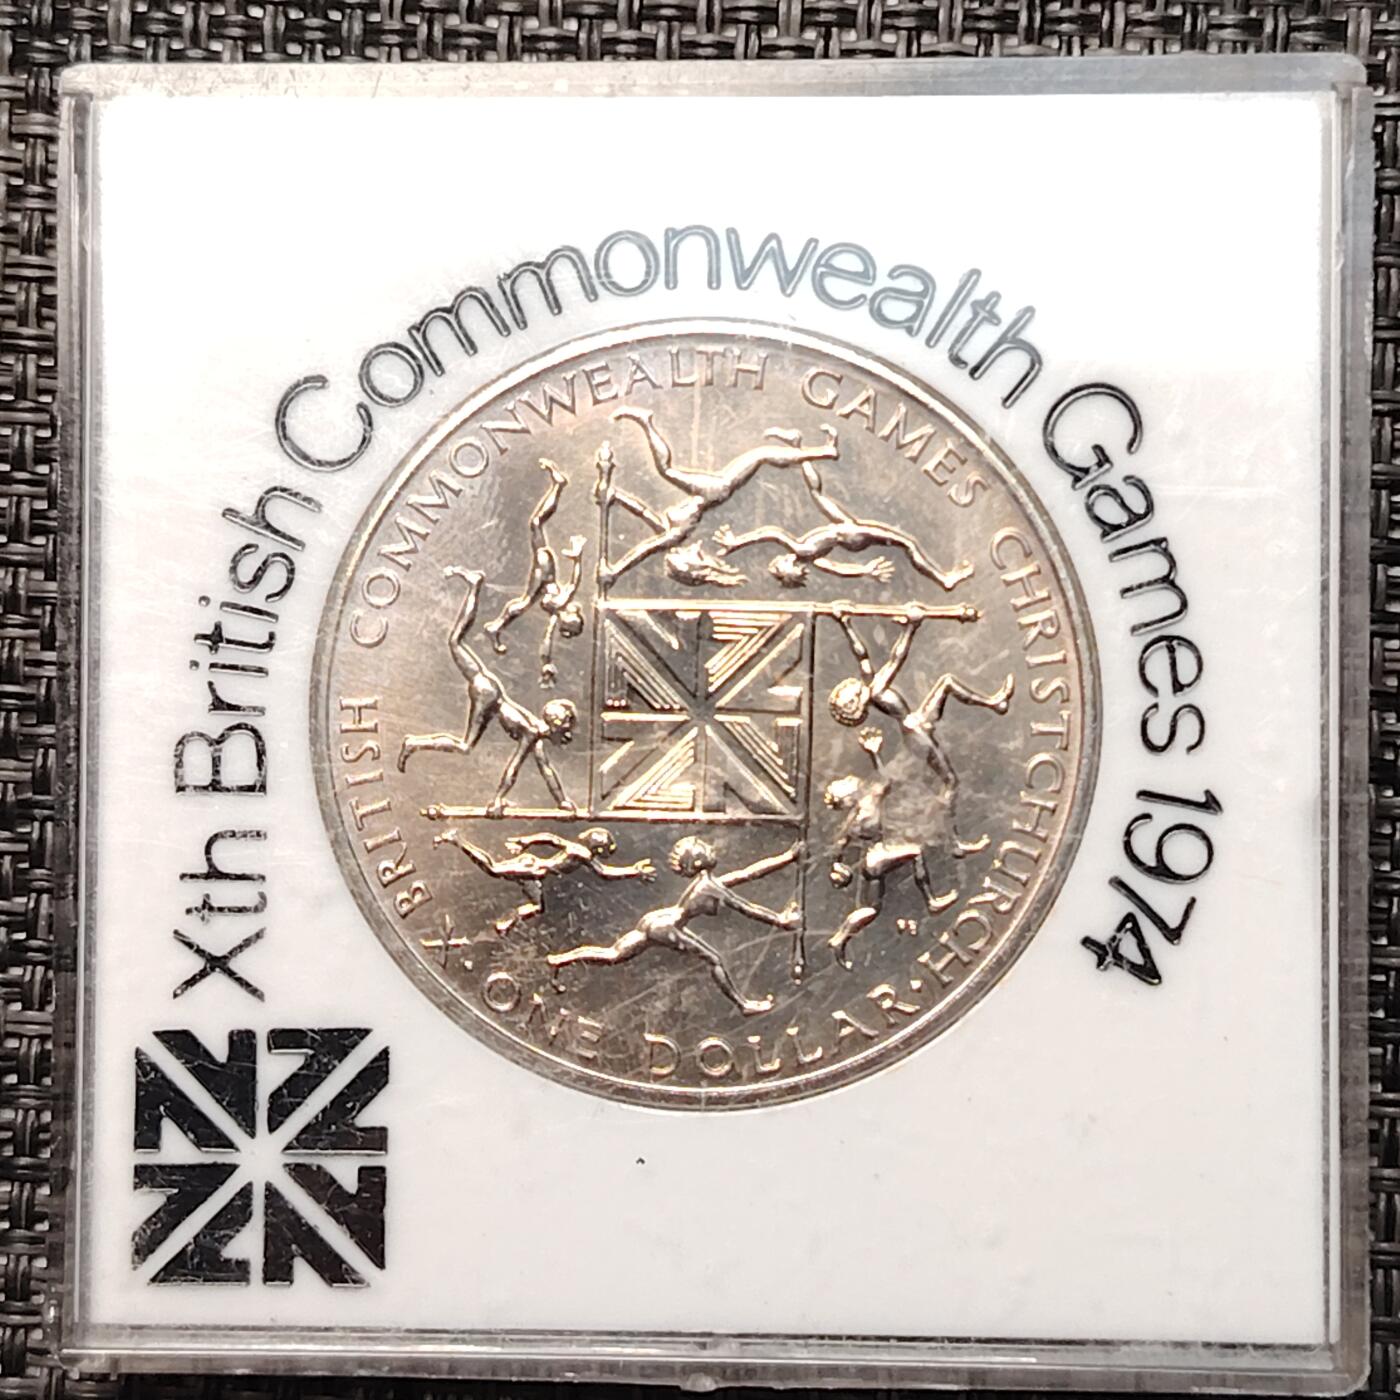 Xth British Commonwealth Games 1974
X BRITISH COMMONWEALTH GAMES CHRISTCHURCH·
ONE DOLLAR